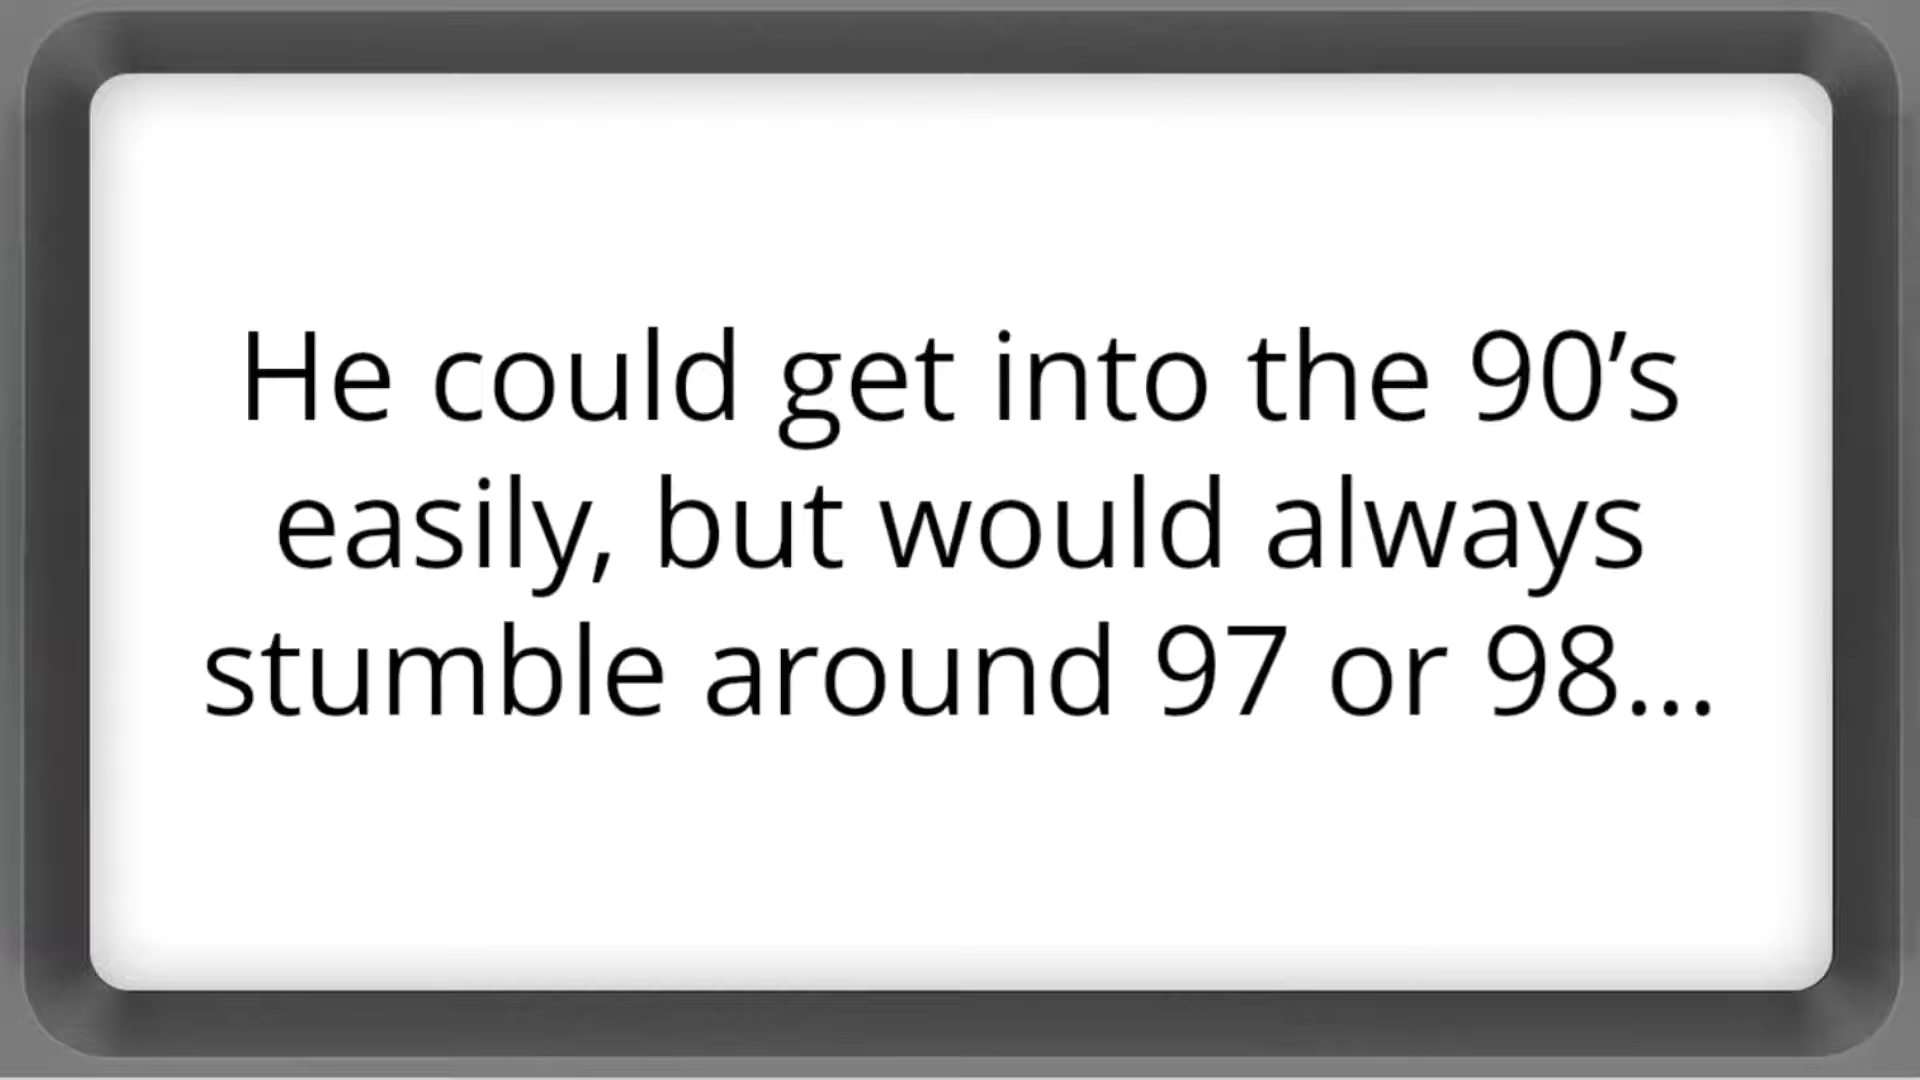 He could get into the 90’s
easily, but would always
stumble around 97 or 98...